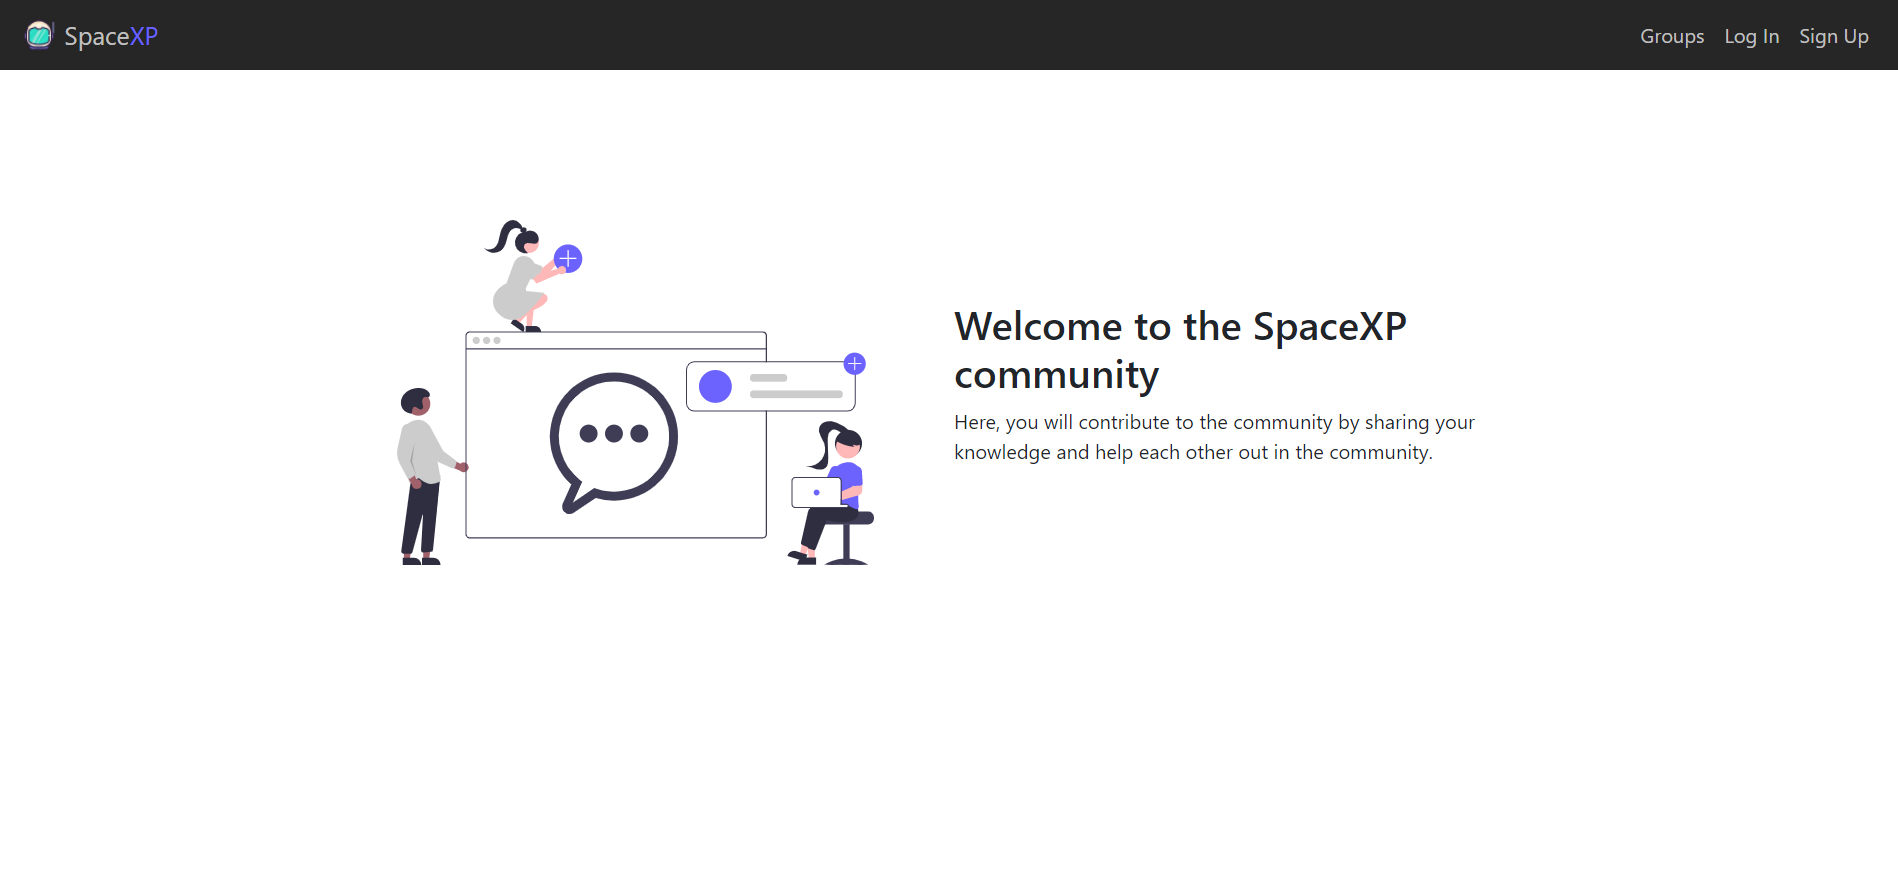 SpaceXP
Groups Log In Sign Up
Welcome to the SpaceXP
community
Here, you will contribute to the community by sharing your
knowledge and help each other out in the community.